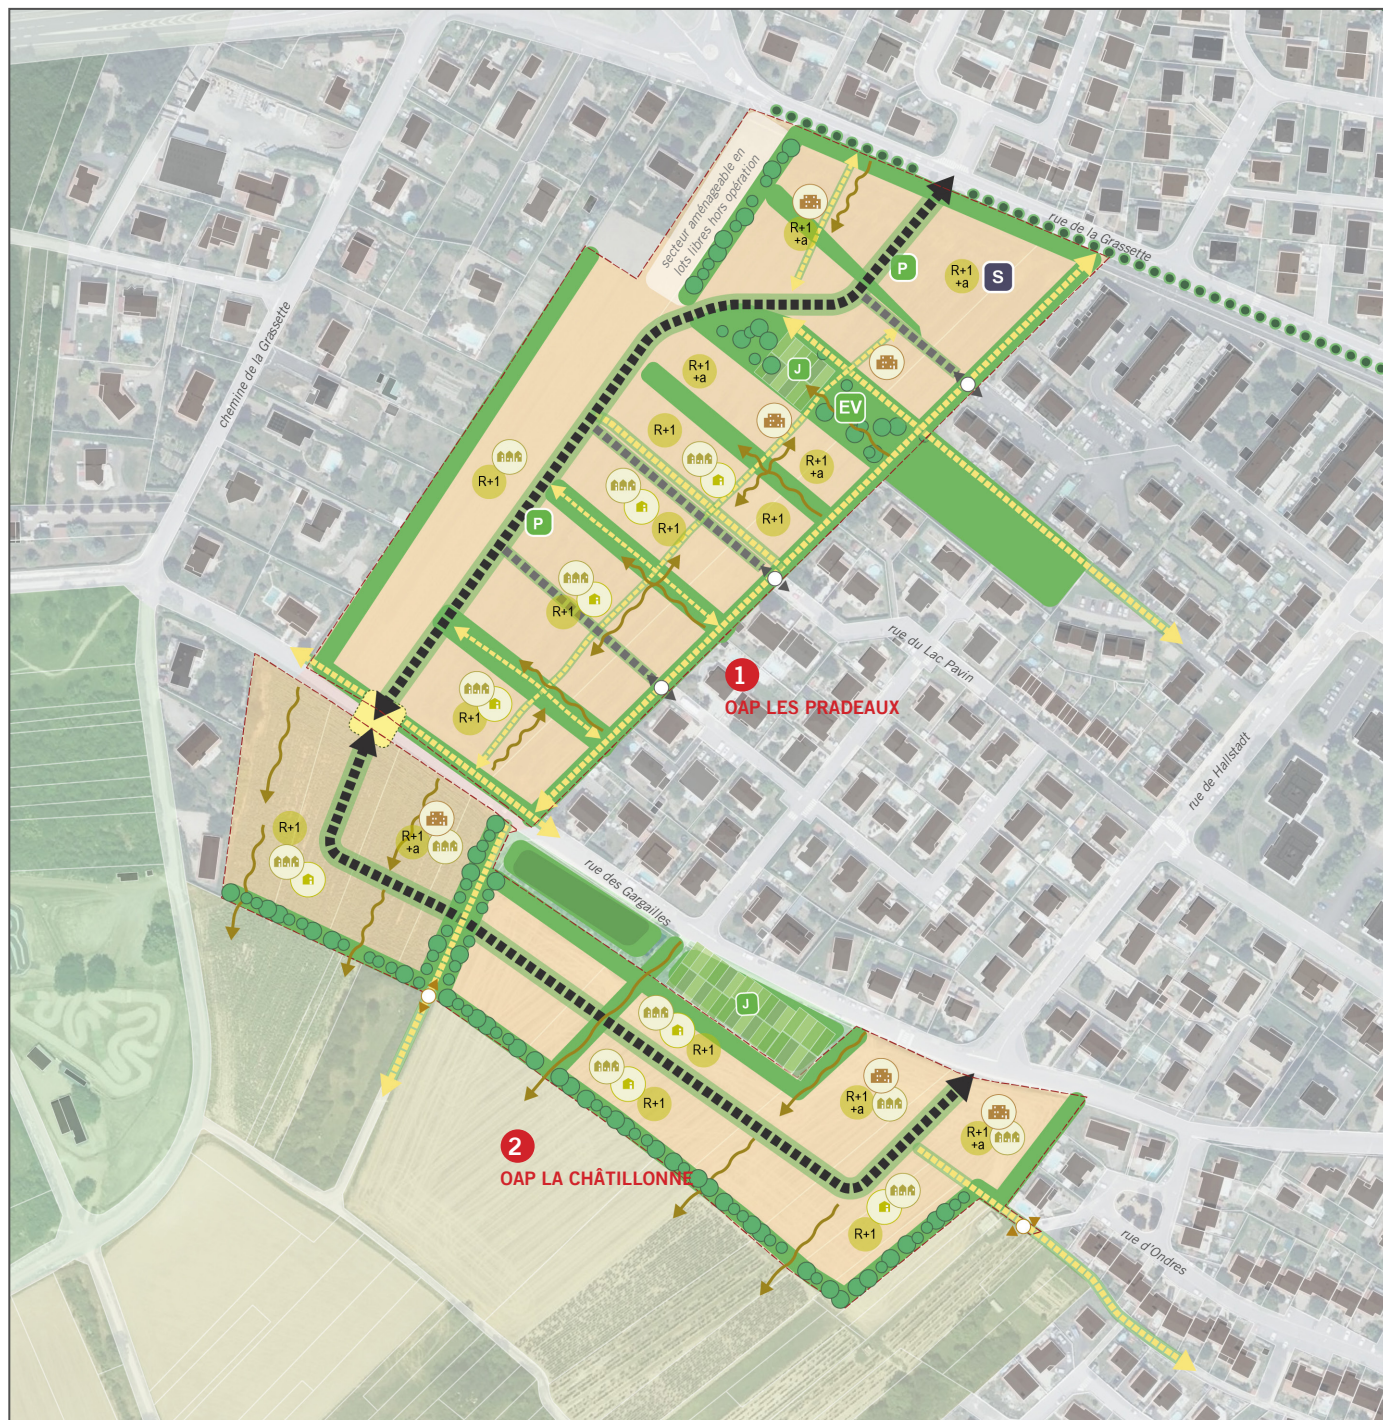 rue de la Grassette
secteur aménageable en
lots libres hors opération
R+1
+a
P
R+1
+a
S
chemine de la Grassette
R+1
+a
J
EV
R+1
R+1
+a
R+1
P
R+1
R+1
R+1
rue du Lac Pavin
1
OAP LES PRADEAUX
R+1
rue de Hallstadt
R+1
R+1
+a
rue des Gargailles
J
R+1
R+1
R+1
+a
R+1
+a
2
OAP LA CHÂTILLONNE
R+1
rue d'Ondres